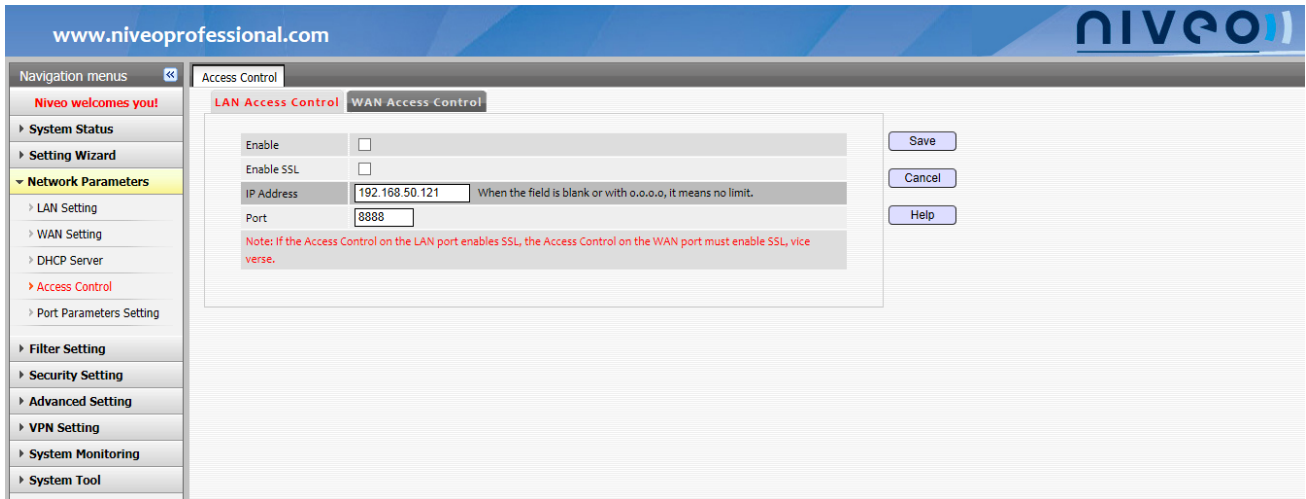 www.niveoprofessional.com
niveo
Navigation menus
Niveo welcomes you!
System Status
Setting Wizard
Network Parameters
LAN Setting
WAN Setting
DHCP Server
Access Control
Port Parameters Setting
Filter Setting
Security Setting
Advanced Setting
VPN Setting
System Monitoring
System Tool
Access Control
LAN Access Control WAN Access Control
Enable
Enable SSL
IP Address 192.168.50.121 When the field is blank or with 0.0.0.0, it means no limit.
Port 8888
Note: If the Access Control on the LAN port enables SSL, the Access Control on the WAN port must enable SSL, vice
verse.
Save
Cancel
Help